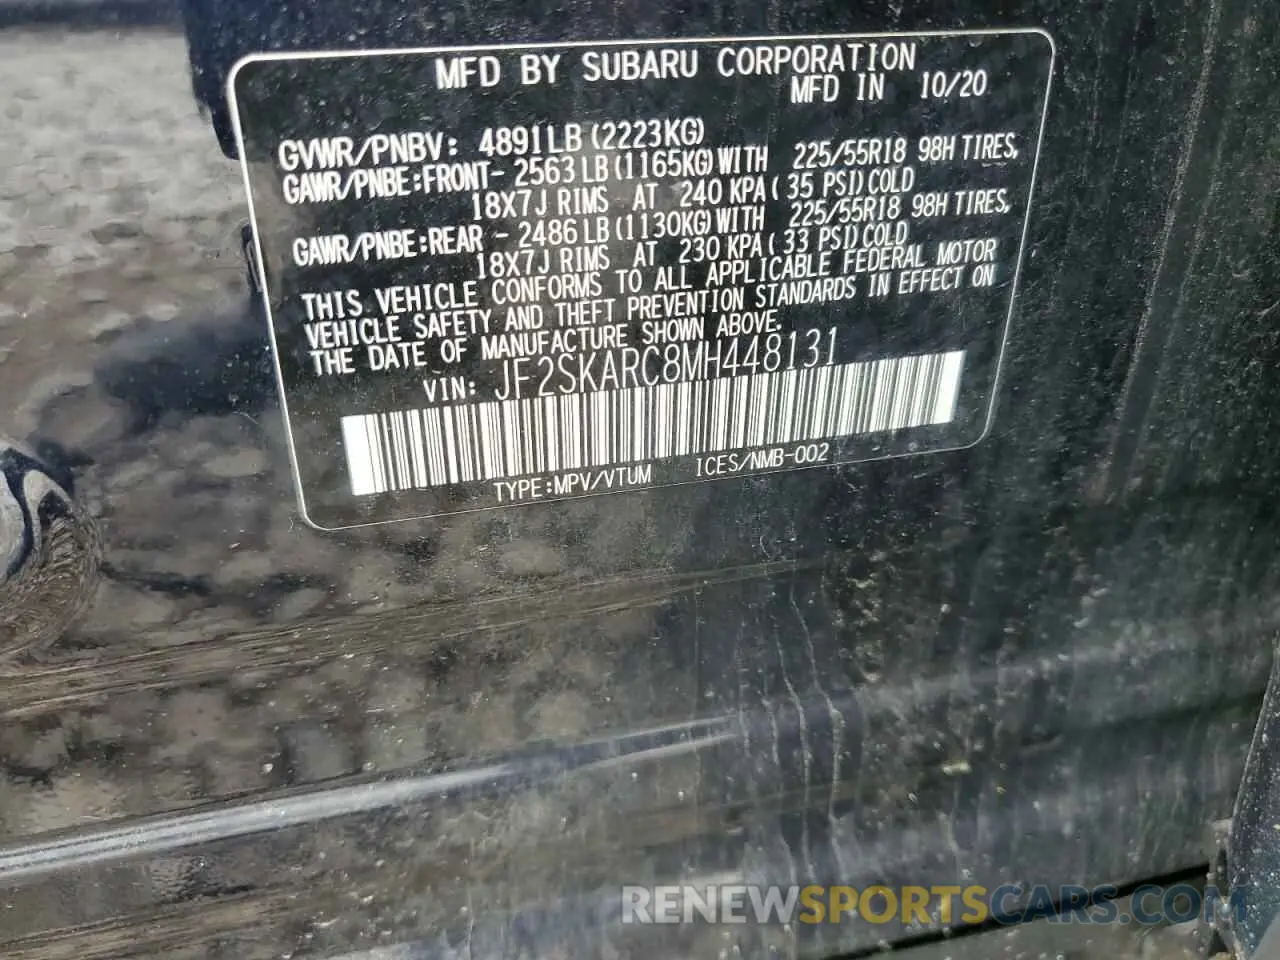 MFD BY SUBARU CORPORATION
MFD IN 10/20
GVWR/PNBV: 4891LB (2223KG)
GAWR/PNBE:FRONT- 2563LB (1165KG) WITH 225/55R18 98H TIRES,
18X7J RIMS AT 240 KPA ( 35 PSI) COLD
GAWR/PNBE:REAR - 2486LB (1130KG) WITH 225/55R18 98H TIRES,
18X7J RIMS AT 230 KPA ( 33 PSI) COLD
THIS VEHICLE CONFORMS TO ALL APPLICABLE FEDERAL MOTOR
VEHICLE SAFETY AND THEFT PREVENTION STANDARDS IN EFFECT ON
THE DATE OF MANUFACTURE SHOWN ABOVE.
VIN: JF2SKARC8MH448131
TYPE:MPV/VTUM ICES/NMB-002
RENEWSPORTSCARS.COM